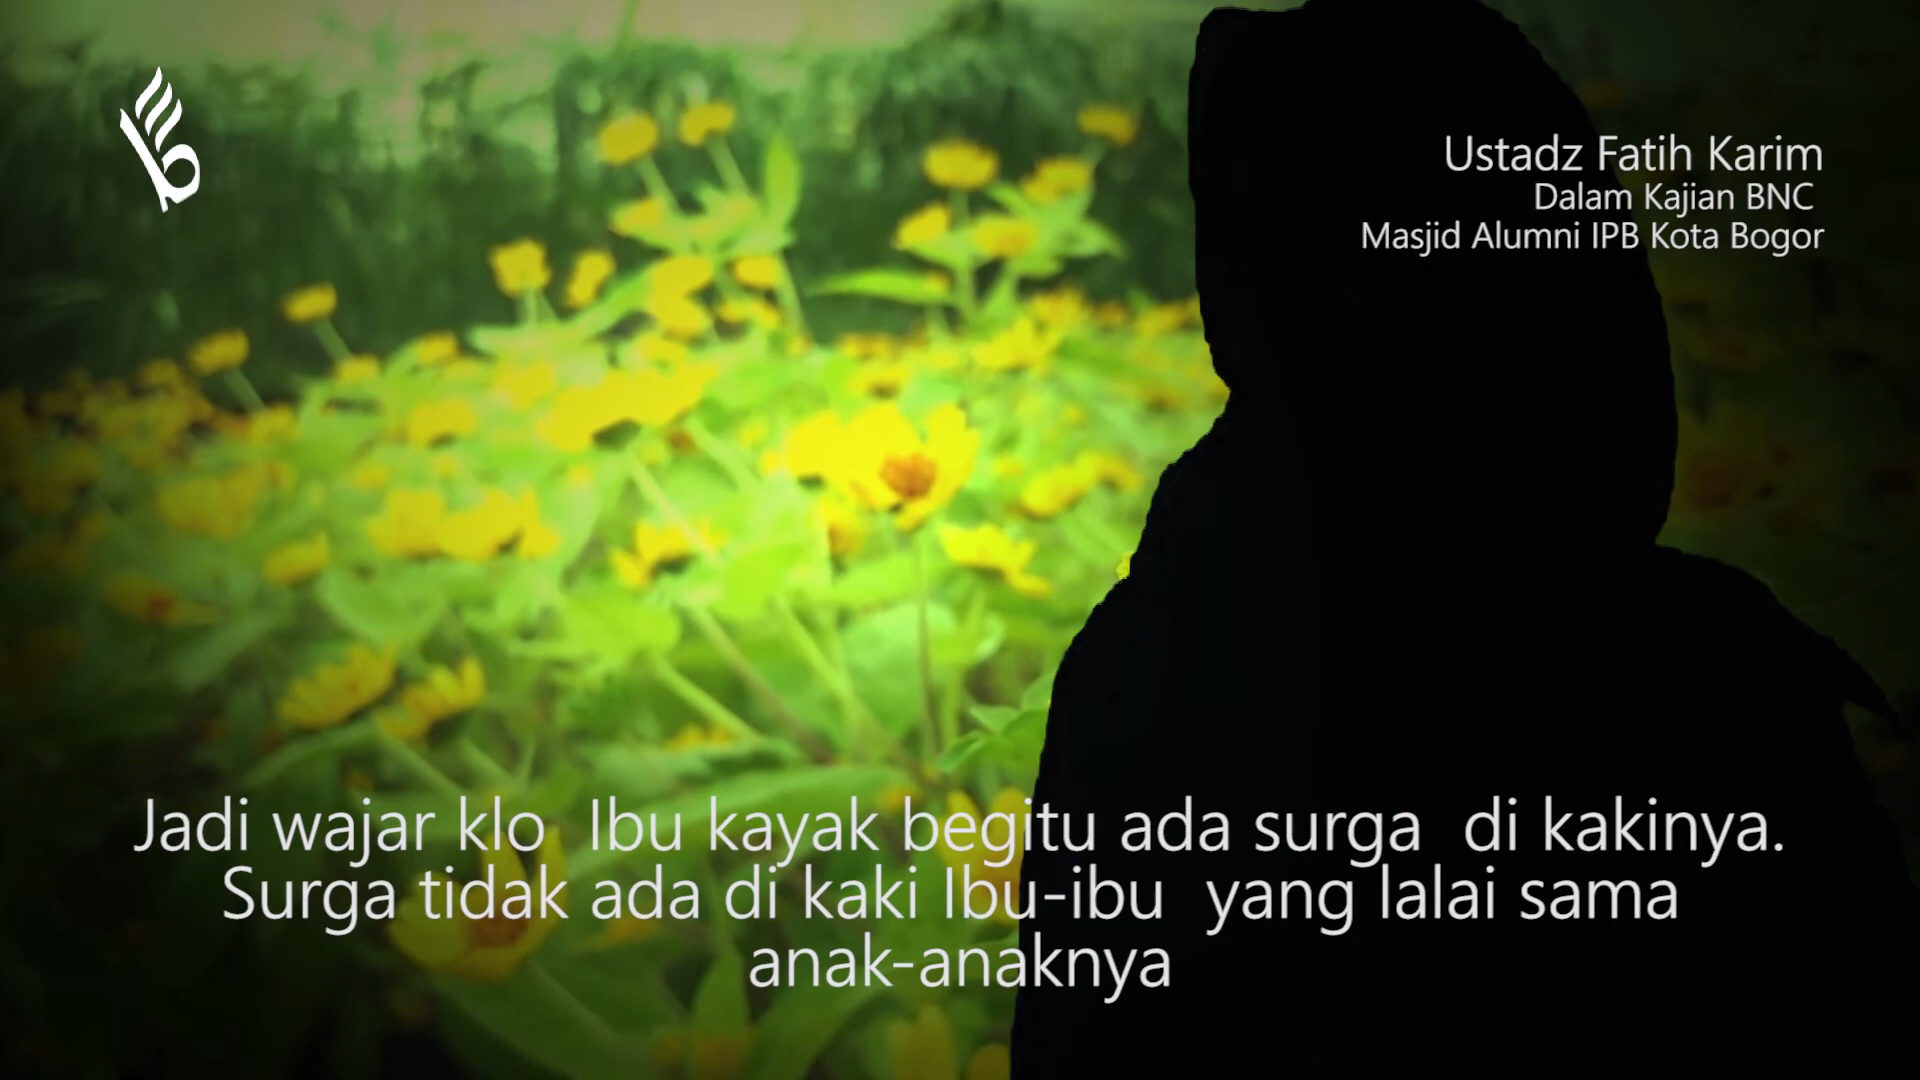 Ustadz Fatih Karim
Dalam Kajian BNC
Masjid Alumni IPB Kota Bogor
Jadi wajar klo Ibu kayak begitu ada surga di kakinya.
Surga tidak ada di kaki Ibu-ibu yang lalai sama
anak-anaknya